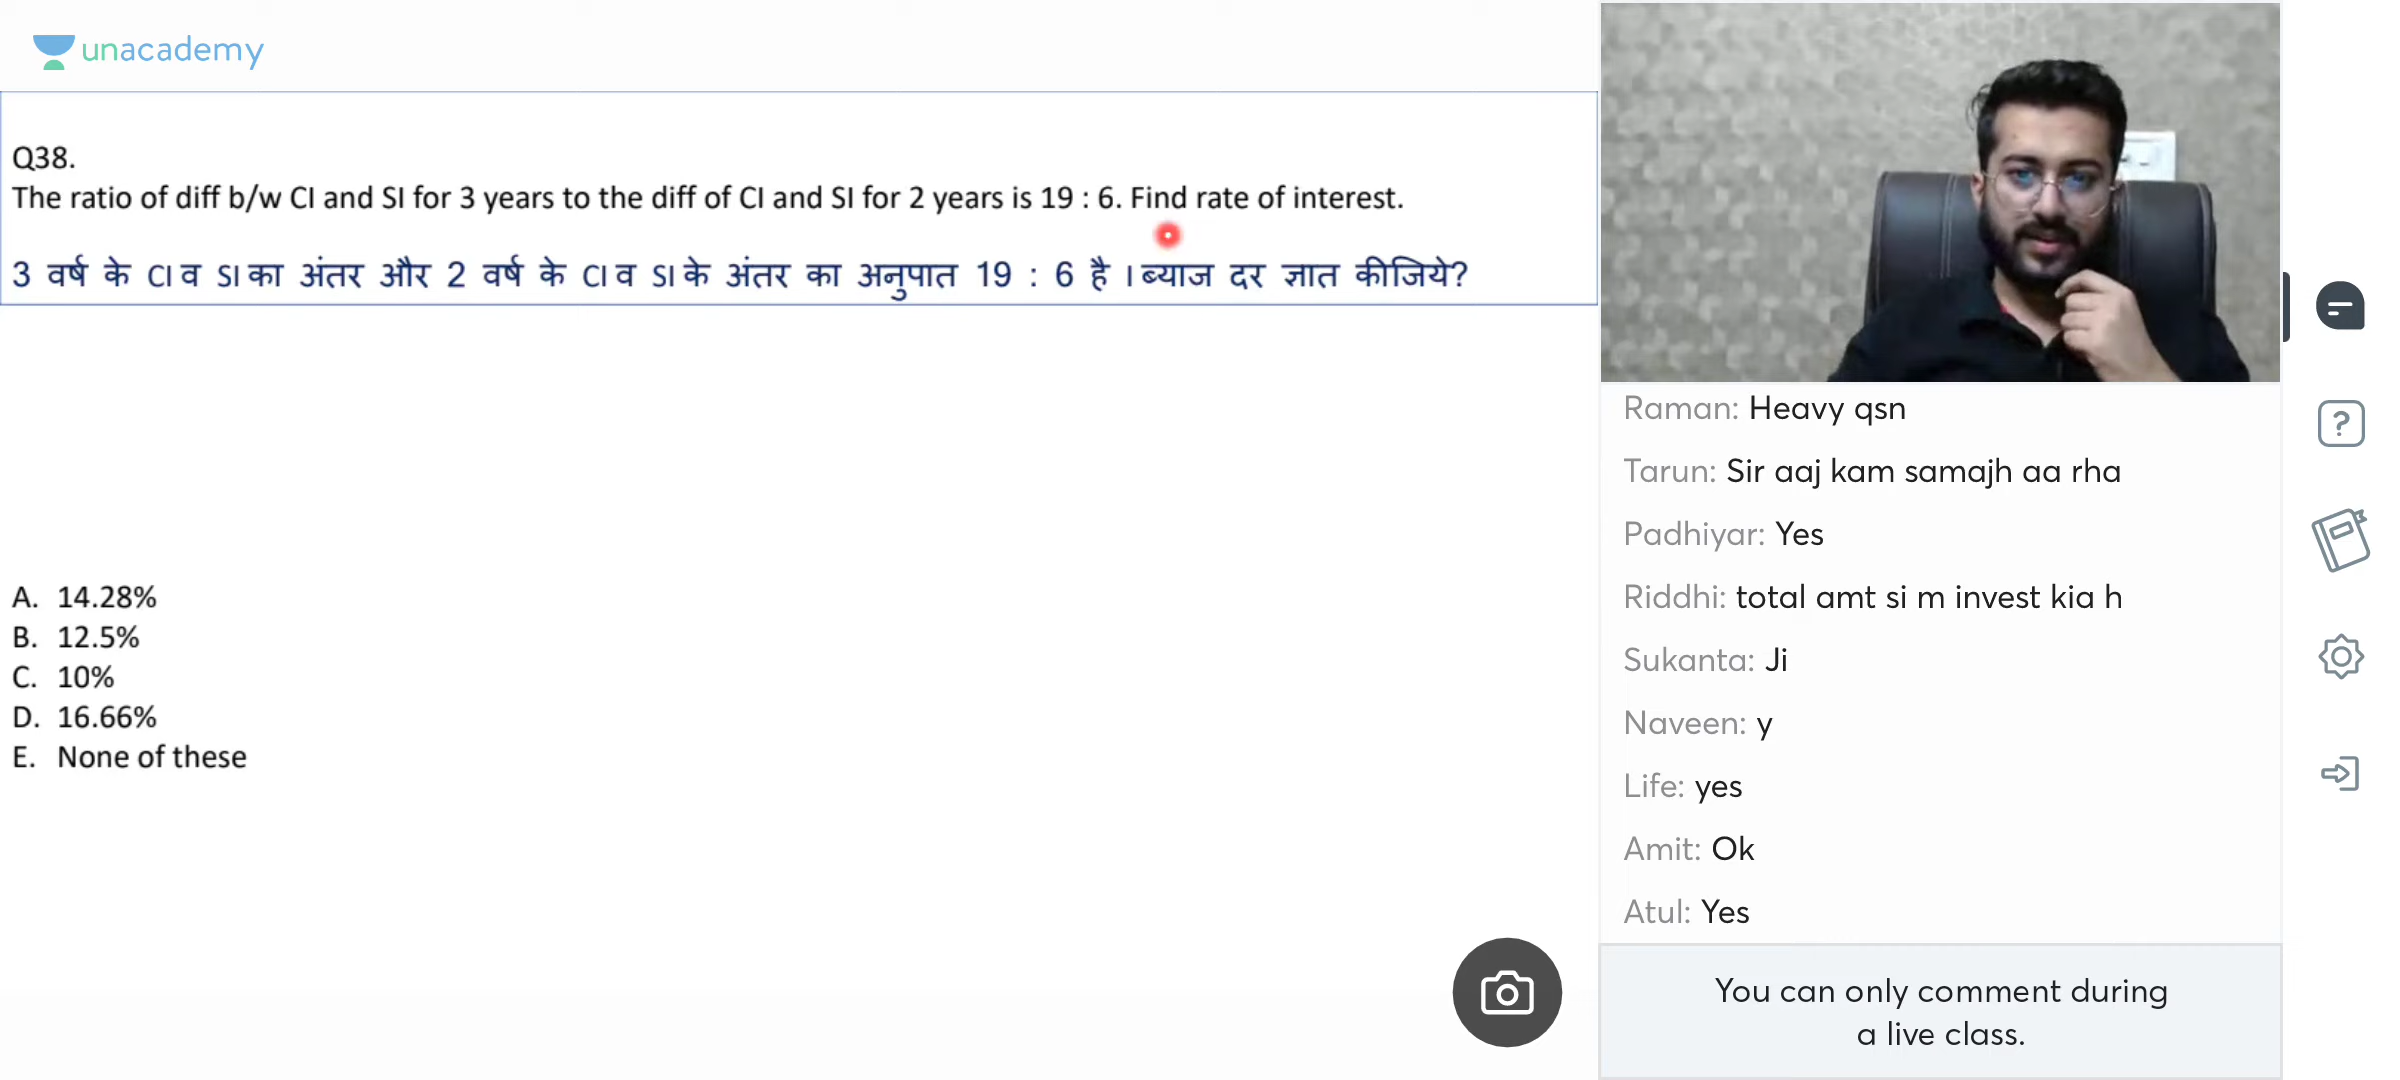 unacademy
Q38.
The ratio of diff b/w CI and SI for 3 years to the diff of CI and SI for 2 years is 19 : 6. Find rate of interest.
3 वर्ष के CI व SI का अंतर और 2 वर्ष के CI व SI के अंतर का अनुपात 19 : 6 है । ब्याज दर ज्ञात कीजिये?
A. 14.28%
B. 12.5%
C. 10%
D. 16.66%
E. None of these
Raman: Heavy qsn
Tarun: Sir aaj kam samajh aa rha
Padhiyar: Yes
Riddhi: total amt si m invest kia h
Sukanta: Ji
Naveen: y
Life: yes
Amit: Ok
Atul: Yes
You can only comment during
a live class.